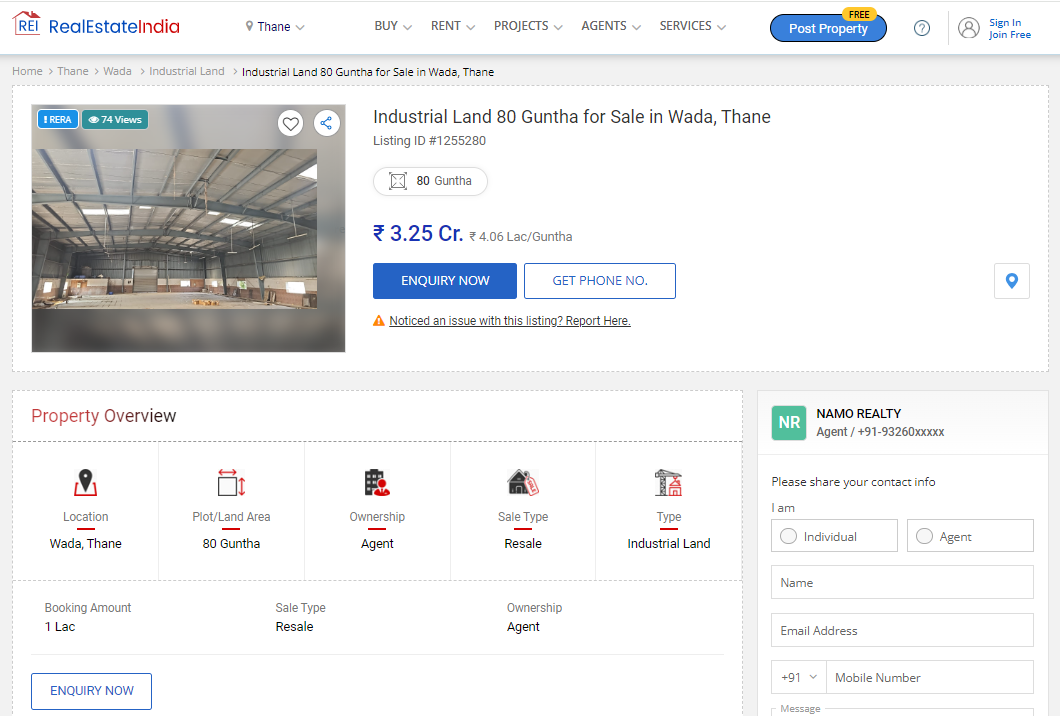 REI RealEstateIndia
Thane
BUY RENT PROJECTS AGENTS SERVICES
FREE
Post Property
?
Sign In
Join Free
Home > Thane > Wada > Industrial Land > Industrial Land 80 Guntha for Sale in Wada, Thane
RERA 74 Views
Industrial Land 80 Guntha for Sale in Wada, Thane
Listing ID #1255280
80 Guntha
₹ 3.25 Cr. ₹ 4.06 Lac/Guntha
ENQUIRY NOW GET PHONE NO.
Noticed an issue with this listing? Report Here.
Property Overview
Location
Wada, Thane
Plot/Land Area
80 Guntha
Ownership
Agent
SALE
Sale Type
Resale
Type
Industrial Land
Booking Amount
1 Lac
Sale Type
Resale
Ownership
Agent
ENQUIRY NOW
NR
NAMO REALTY
Agent / +91-93260xxxxx
Please share your contact info
I am
Individual Agent
Name
Email Address
+91 Mobile Number
Message